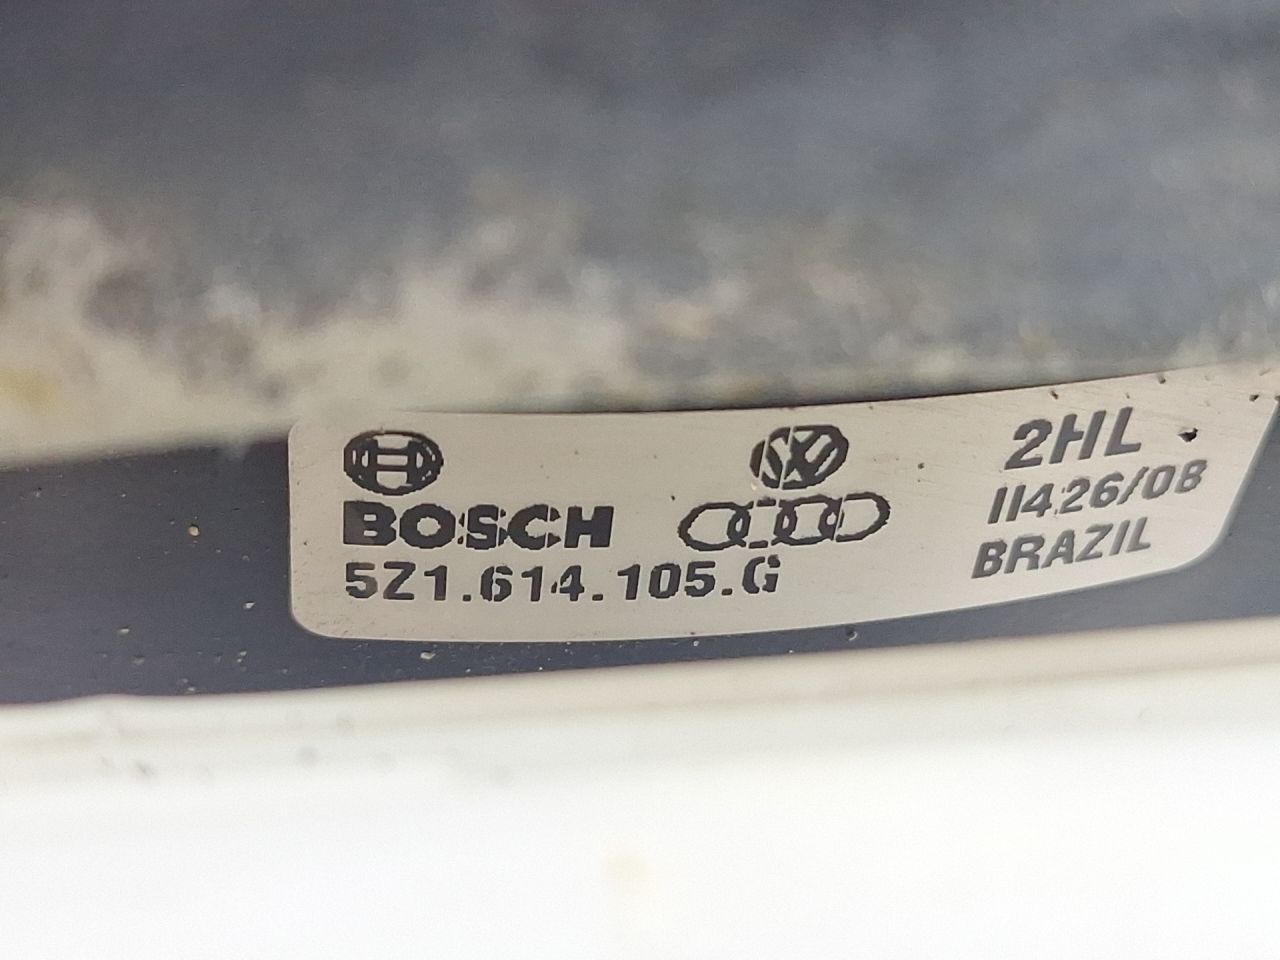 BOSCH
5Z1.614.105.G
2HL
11426/08
BRAZIL